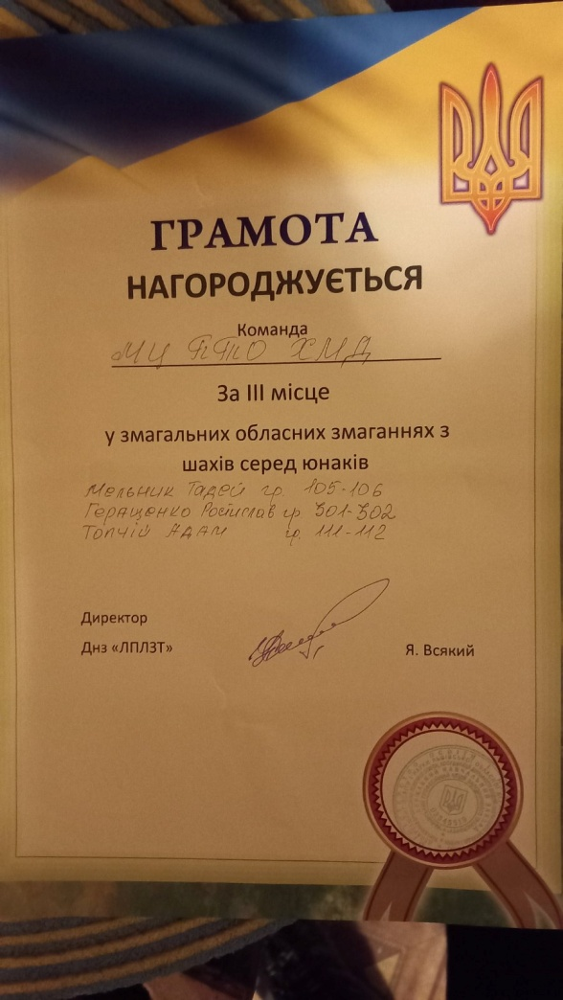 ГРАМОТА
НАГОРОДЖУЄТЬСЯ
Команда
МЦ ПТО ХМД
За III місце
у змагальних обласних змаганнях з
шахів серед юнаків
Мельник Тадей гр. 105-106
Геращенко Ростислав гр 301-302
Топчій Адам гр. 111-112
Директор
Днз «ЛПЛЗТ»
Я. Всякий